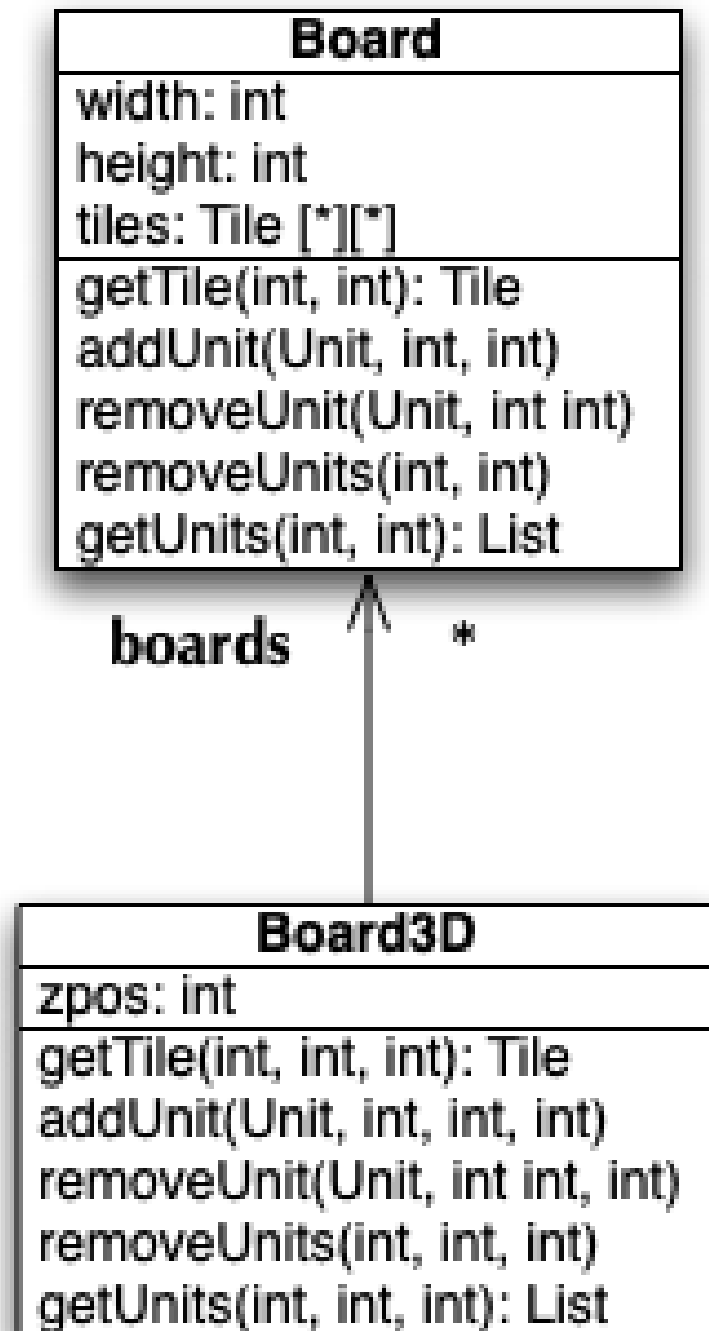 Board
width: int
height: int
tiles: Tile [*][*]
getTile(int, int): Tile
addUnit(Unit, int, int)
removeUnit(Unit, int int)
removeUnits(int, int)
getUnits(int, int): List
boards *
Board3D
zpos: int
getTile(int, int, int): Tile
addUnit(Unit, int, int, int)
removeUnit(Unit, int int, int)
removeUnits(int, int, int)
getUnits(int, int, int): List